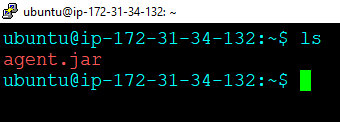 ubuntu@ip-172-31-34-132: ~
ubuntu@ip-172-31-34-132:~$ ls
agent.jar
ubuntu@ip-172-31-34-132:~$